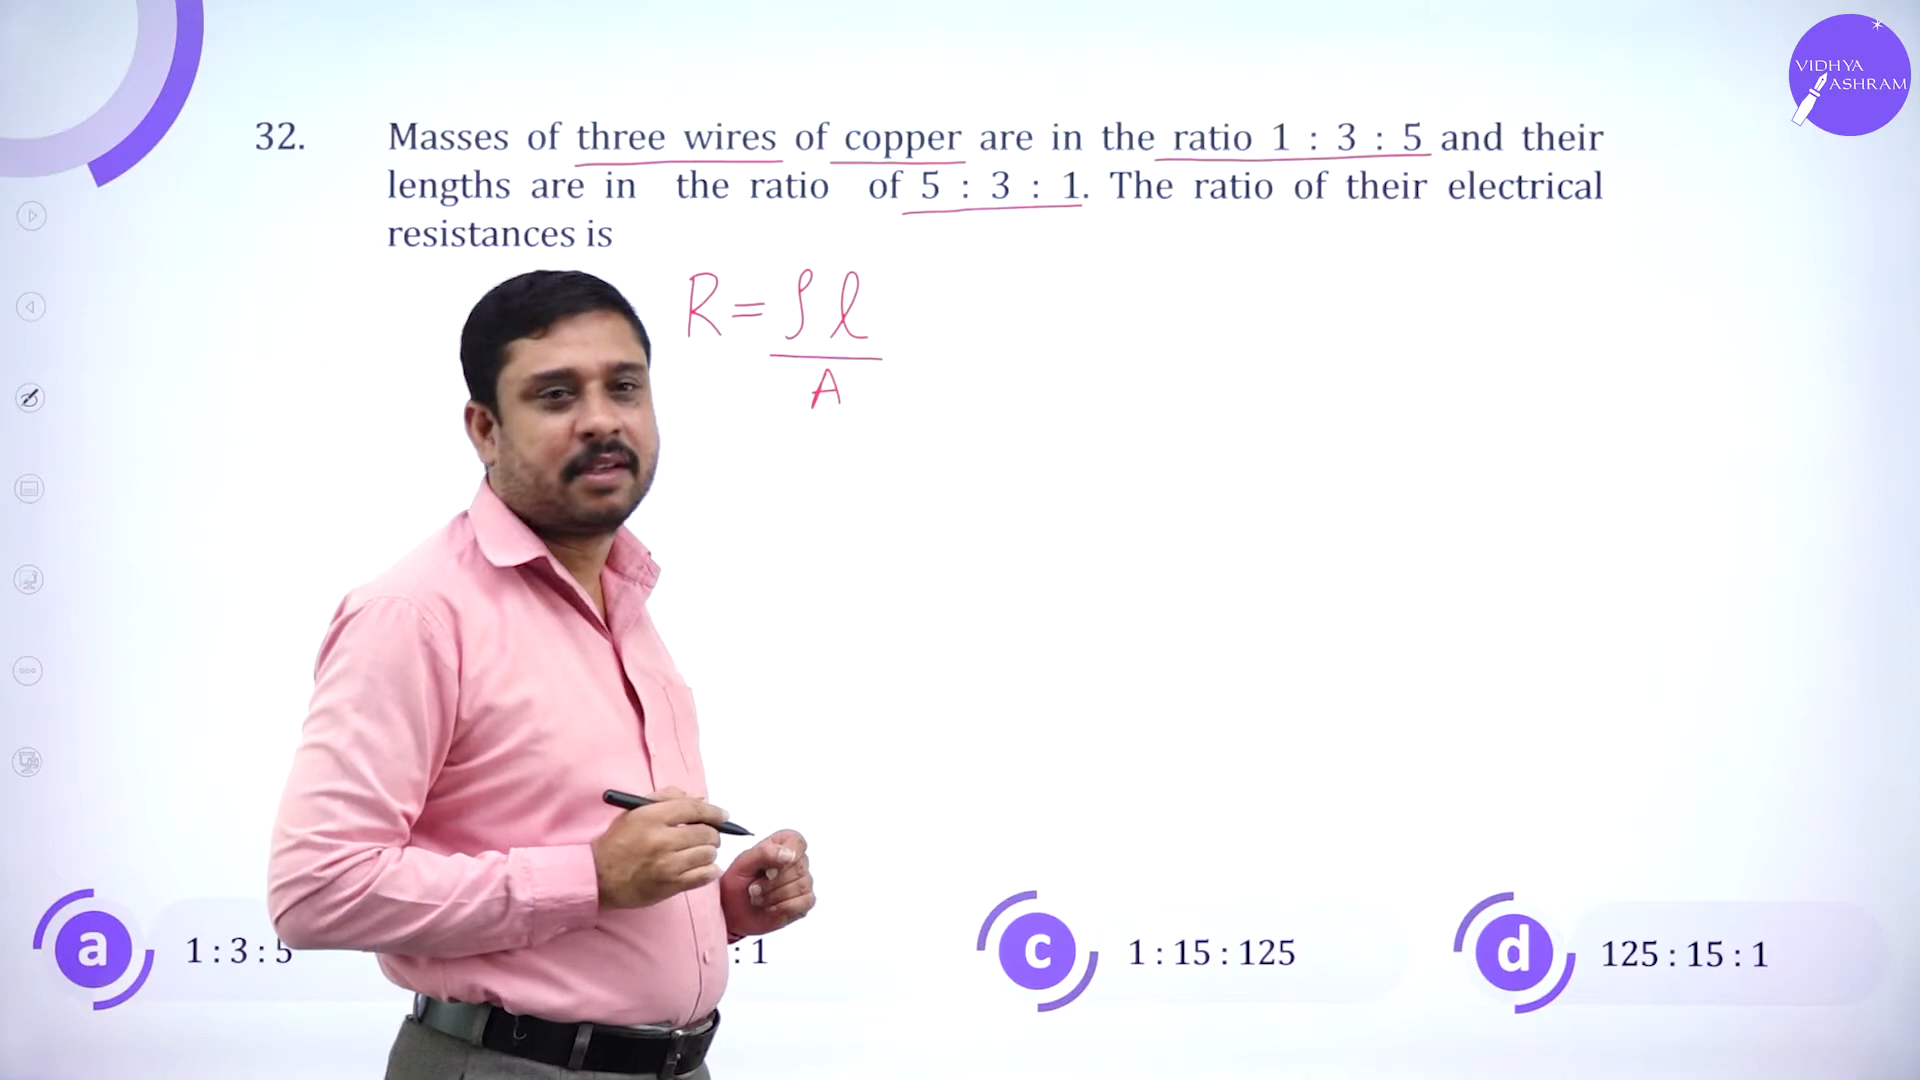 VIDHYA
ASHRAM
32. Masses of three wires of copper are in the ratio 1 : 3 : 5 and their
lengths are in the ratio of 5 : 3 : 1. The ratio of their electrical
resistances is
R = ρ l
A
a 1 : 3 : 5
: 1
c 1 : 15 : 125
d 125 : 15 : 1